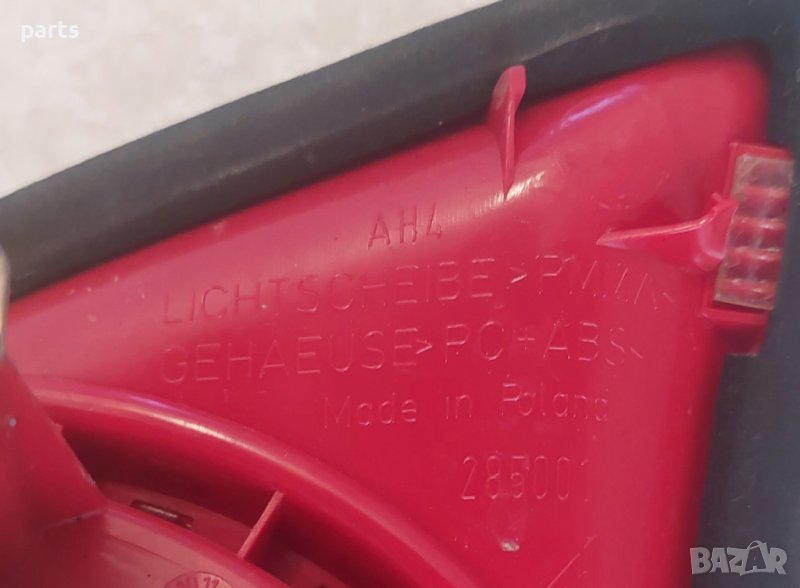 parts
AH4
LICHTSCHEIBE>PMMA<
GEHAEUSE>PC+ABS<
Made in Poland
285001
BAZAR